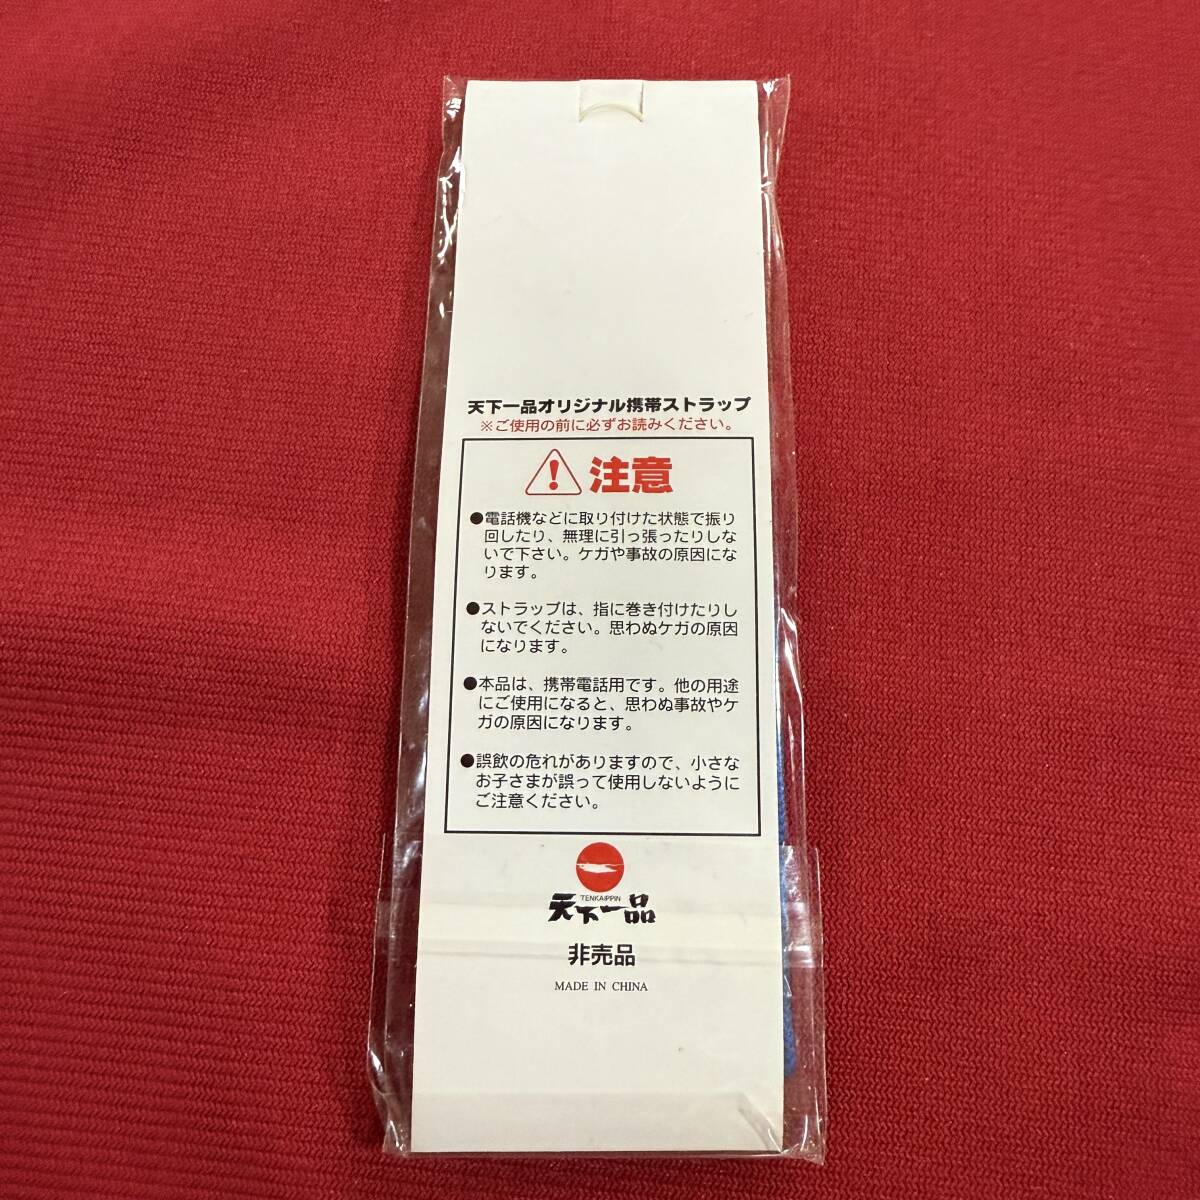 天下一品オリジナル携帯ストラップ
※ご使用の前に必ずお読みください。
注意
●電話機などに取り付けた状態で振り
回したり、無理に引っ張ったりしな
いで下さい。ケガや事故の原因にな
ります。
●ストラップは、指に巻き付けたりし
ないでください。思わぬケガの原因
になります。
●本品は、携帯電話用です。他の用途
にご使用になると、思わぬ事故やケ
ガの原因になります。
●誤飲の危れがありますので、小さな
お子さまが誤って使用しないように
ご注意ください。
TENKAIPPIN
天下一品
非売品
MADE IN CHINA